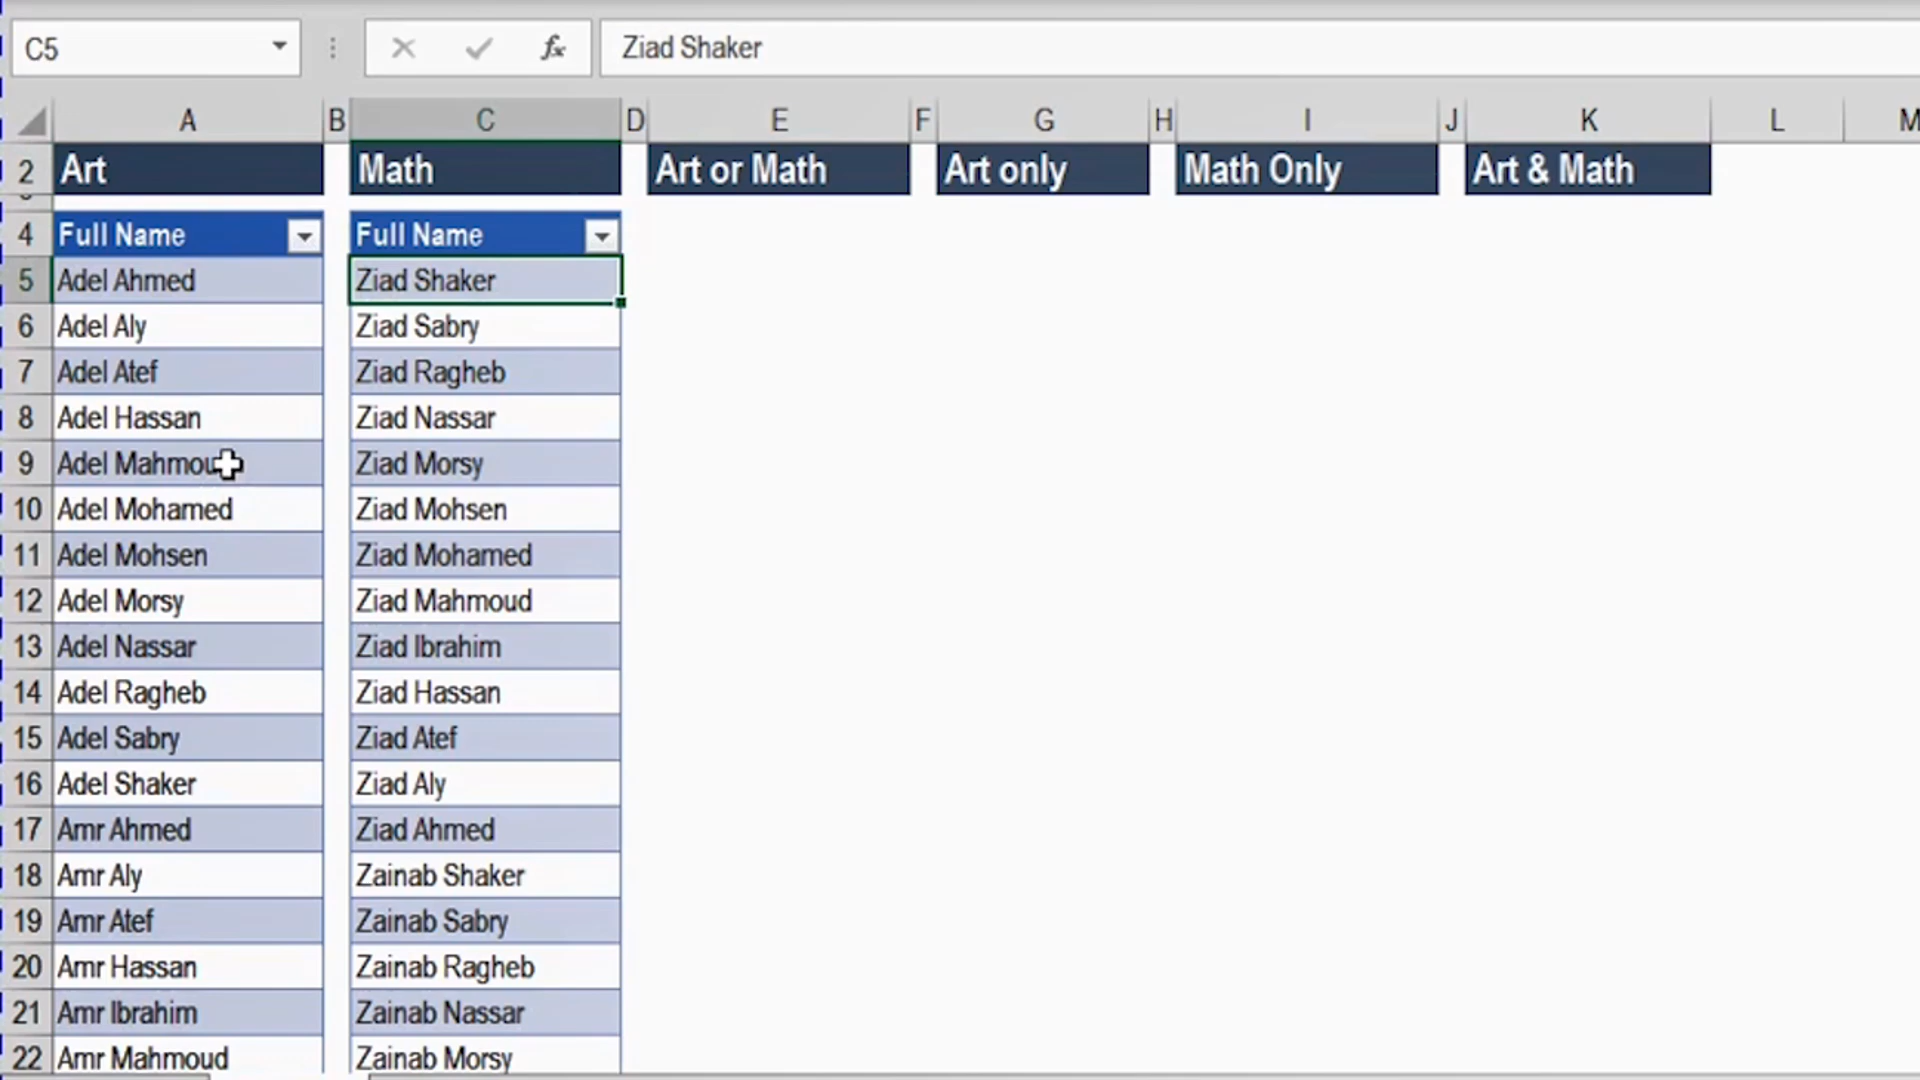 C5 fx Ziad Shaker
A B C D E F G H I J K L M
2 Art Math Art or Math Art only Math Only Art & Math
4 Full Name Full Name
5 Adel Ahmed Ziad Shaker
6 Adel Aly Ziad Sabry
7 Adel Atef Ziad Ragheb
8 Adel Hassan Ziad Nassar
9 Adel Mahmoud Ziad Morsy
10 Adel Mohamed Ziad Mohsen
11 Adel Mohsen Ziad Mohamed
12 Adel Morsy Ziad Mahmoud
13 Adel Nassar Ziad Ibrahim
14 Adel Ragheb Ziad Hassan
15 Adel Sabry Ziad Atef
16 Adel Shaker Ziad Aly
17 Amr Ahmed Ziad Ahmed
18 Amr Aly Zainab Shaker
19 Amr Atef Zainab Sabry
20 Amr Hassan Zainab Ragheb
21 Amr Ibrahim Zainab Nassar
22 Amr Mahmoud Zainab Morsy